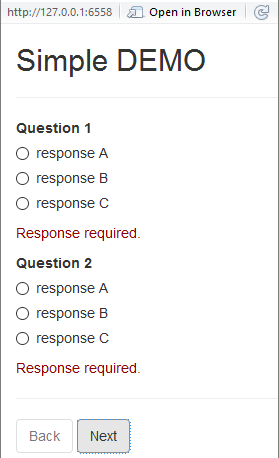 http://127.0.0.1:6558 Open in Browser
Simple DEMO
Question 1
response A
response B
response C
Response required.
Question 2
response A
response B
response C
Response required.
Back Next